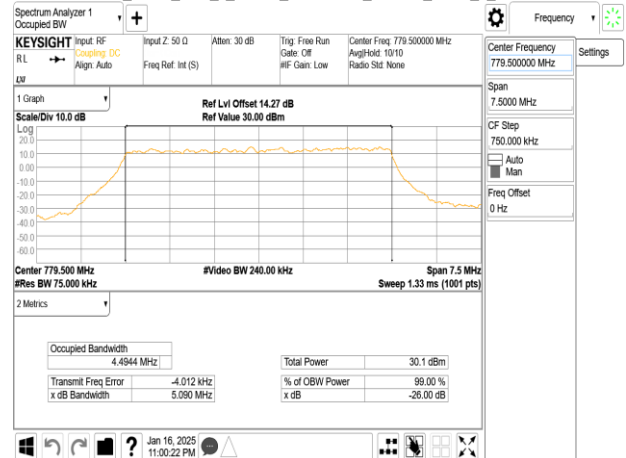 Spectrum Analyzer 1
Occupied BW
+
Frequency
KEYSIGHT
RL
LXI
Input: RF
Coupling: DC
Align: Auto
Input Z: 50 Ω
Freq Ref: Int (S)
Atten: 30 dB
Trig: Free Run
Gate: Off
#IF Gain: Low
Center Freq: 779.500000 MHz
Avg|Hold: 10/10
Radio Std: None
Center Frequency
779.500000 MHz
Settings
Span
7.5000 MHz
CF Step
750.000 kHz
Auto
Man
Freq Offset
0 Hz
1 Graph
Ref Lvl Offset 14.27 dB
Scale/Div 10.0 dB
Ref Value 30.00 dBm
Log
20.0
10.0
0.00
-10.0
-20.0
-30.0
-40.0
-50.0
-60.0
Center 779.500 MHz
#Video BW 240.00 kHz
Span 7.5 MHz
#Res BW 75.000 kHz
Sweep 1.33 ms (1001 pts)
2 Metrics
Occupied Bandwidth
4.4944 MHz
Total Power 30.1 dBm
Transmit Freq Error -4.012 kHz
% of OBW Power 99.00 %
x dB Bandwidth 5.090 MHz
x dB -26.00 dB
?
Jan 16, 2025
11:00:22 PM